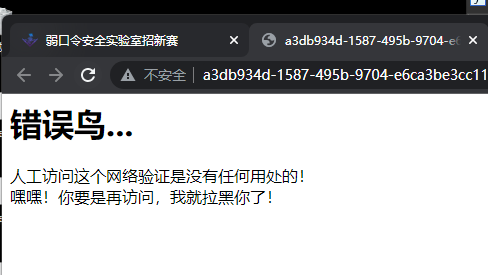 弱口令安全实验室招新赛
a3db934d-1587-495b-9704-e6
不安全
a3db934d-1587-495b-9704-e6ca3be3cc11
错误鸟...
人工访问这个网络验证是没有任何用处的！
嘿嘿！你要是再访问，我就拉黑你了！